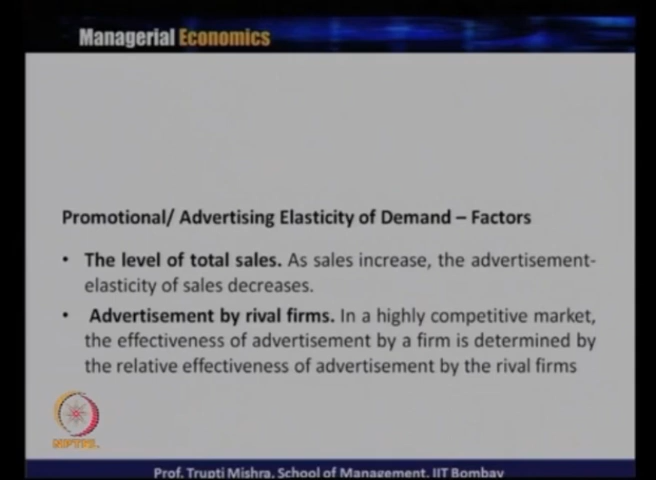 Managerial Economics
Promotional/ Advertising Elasticity of Demand – Factors
• The level of total sales. As sales increase, the advertisement-
elasticity of sales decreases.
• Advertisement by rival firms. In a highly competitive market,
the effectiveness of advertisement by a firm is determined by
the relative effectiveness of advertisement by the rival firms
NPTEL
Prof. Trupti Mishra, School of Management, IIT Bombay